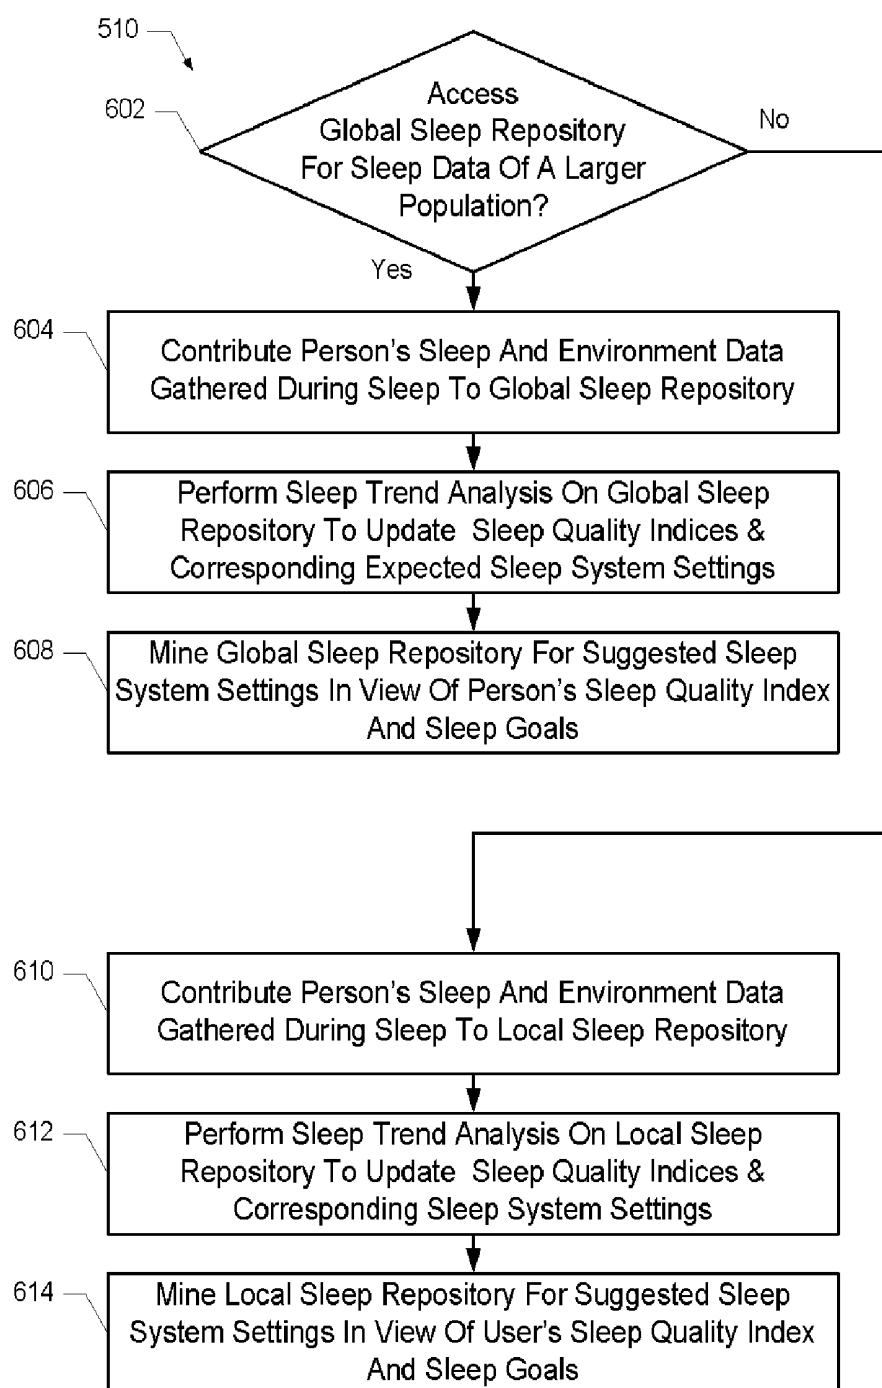 510
602
Access
Global Sleep Repository
For Sleep Data Of A Larger
Population?
No
Yes
604
Contribute Person's Sleep And Environment Data
Gathered During Sleep To Global Sleep Repository
606
Perform Sleep Trend Analysis On Global Sleep
Repository To Update Sleep Quality Indices &
Corresponding Expected Sleep System Settings
608
Mine Global Sleep Repository For Suggested Sleep
System Settings In View Of Person's Sleep Quality Index
And Sleep Goals
610
Contribute Person's Sleep And Environment Data
Gathered During Sleep To Local Sleep Repository
612
Perform Sleep Trend Analysis On Local Sleep
Repository To Update Sleep Quality Indices &
Corresponding Sleep System Settings
614
Mine Local Sleep Repository For Suggested Sleep
System Settings In View Of User's Sleep Quality Index
And Sleep Goals